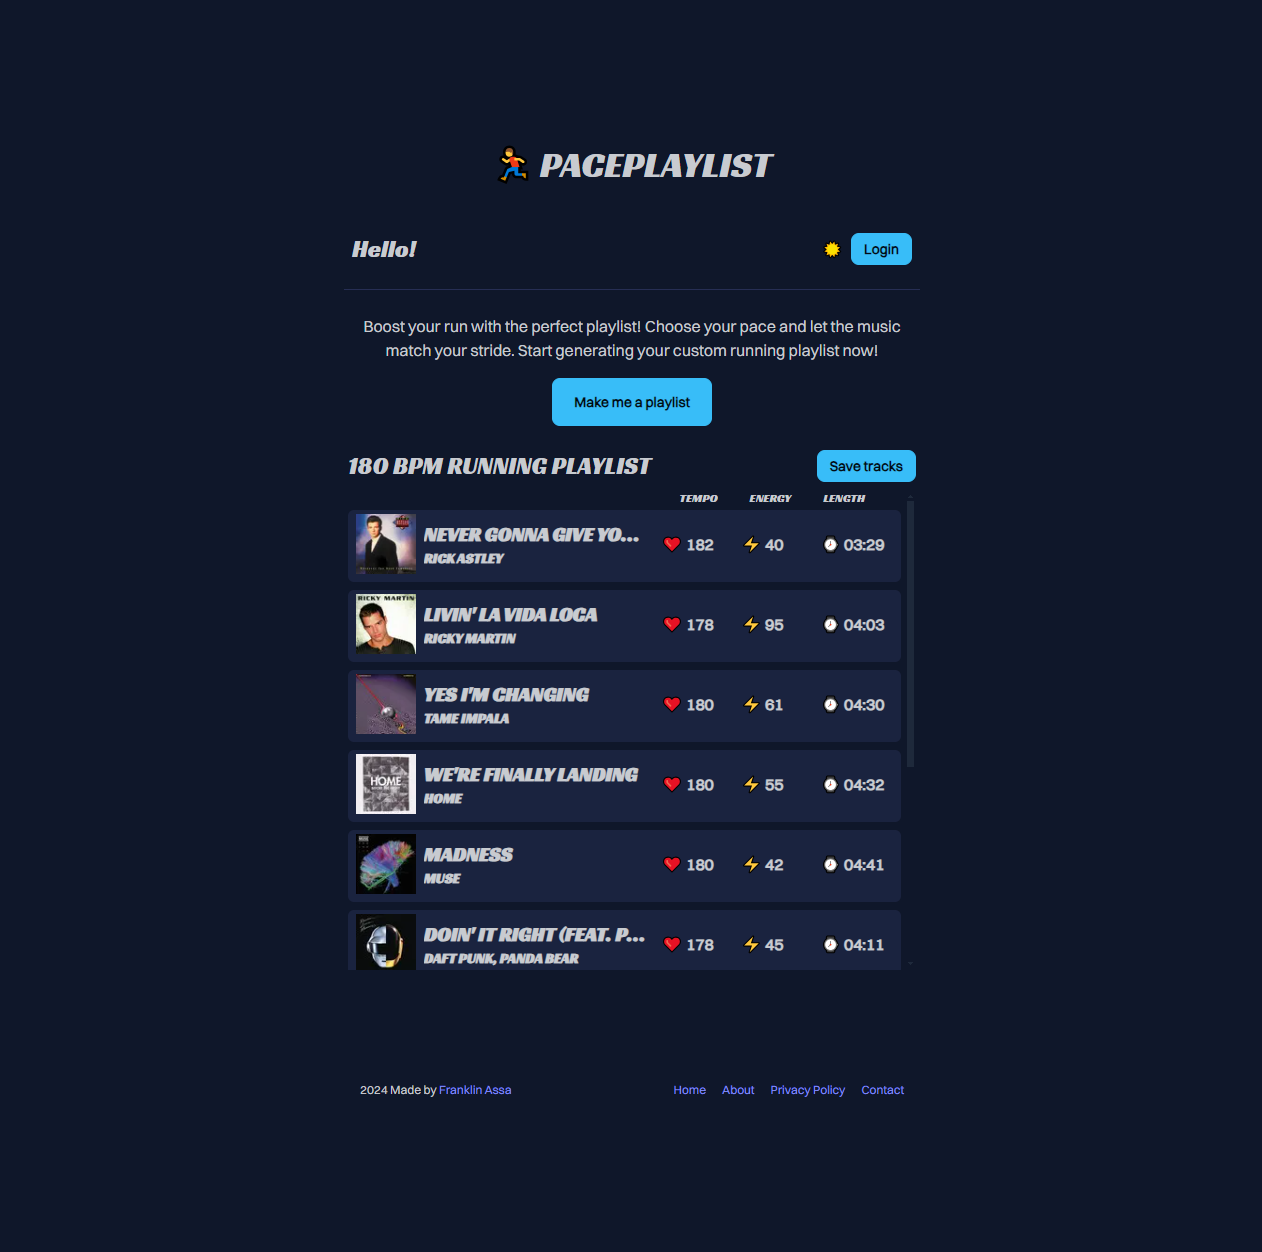 PACEPLAYLIST
Hello!
Login
Boost your run with the perfect playlist! Choose your pace and let the music
match your stride. Start generating your custom running playlist now!
Make me a playlist
180 BPM RUNNING PLAYLIST
Save tracks
TEMPO ENERGY LENGTH
NEVER GONNA GIVE YO...
RICK ASTLEY
182 40 03:29
RICKY MARTIN
LIVIN' LA VIDA LOCA
RICKY MARTIN
178 95 04:03
YES I'M CHANGING
TAME IMPALA
180 61 04:30
HOME
WE'RE FINALLY LANDING
HOME
180 55 04:32
MADNESS
MUSE
180 42 04:41
DOIN' IT RIGHT (FEAT. P...
DAFT PUNK, PANDA BEAR
178 45 04:11
2024 Made by Franklin Assa
Home About Privacy Policy Contact